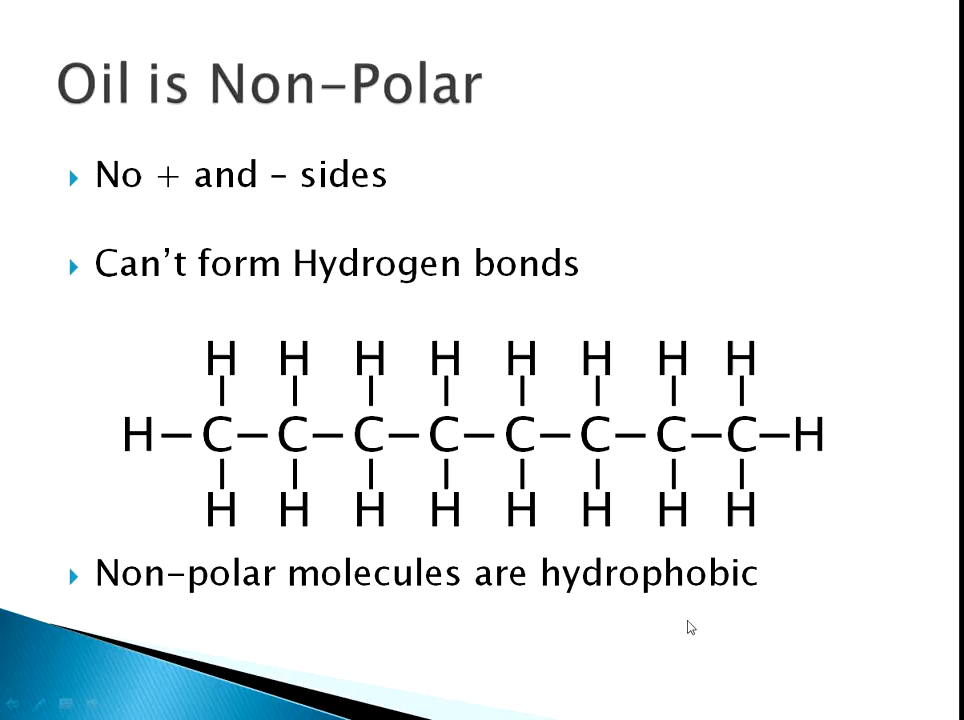 Oil is Non-Polar
No + and – sides
Can’t form Hydrogen bonds
H H H H H H H H
H – C – C – C – C – C – C – C – C – H
H H H H H H H H
Non-polar molecules are hydrophobic